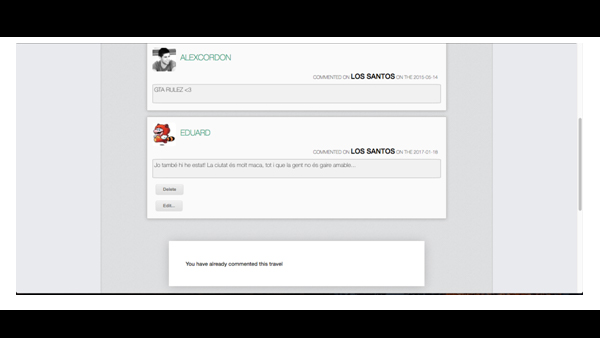 ALEXCORDON
COMMENTED ON LOS SANTOS ON THE 2013-03-14
GTA RULEZ <3
EDUARD
COMMENTED ON LOS SANTOS ON THE 2017-01-16
Jo també hi he estat! La ciutat és molt maca, tot i que la gent no és gaire amable...
Delete
Edit...
You have already commented this travel